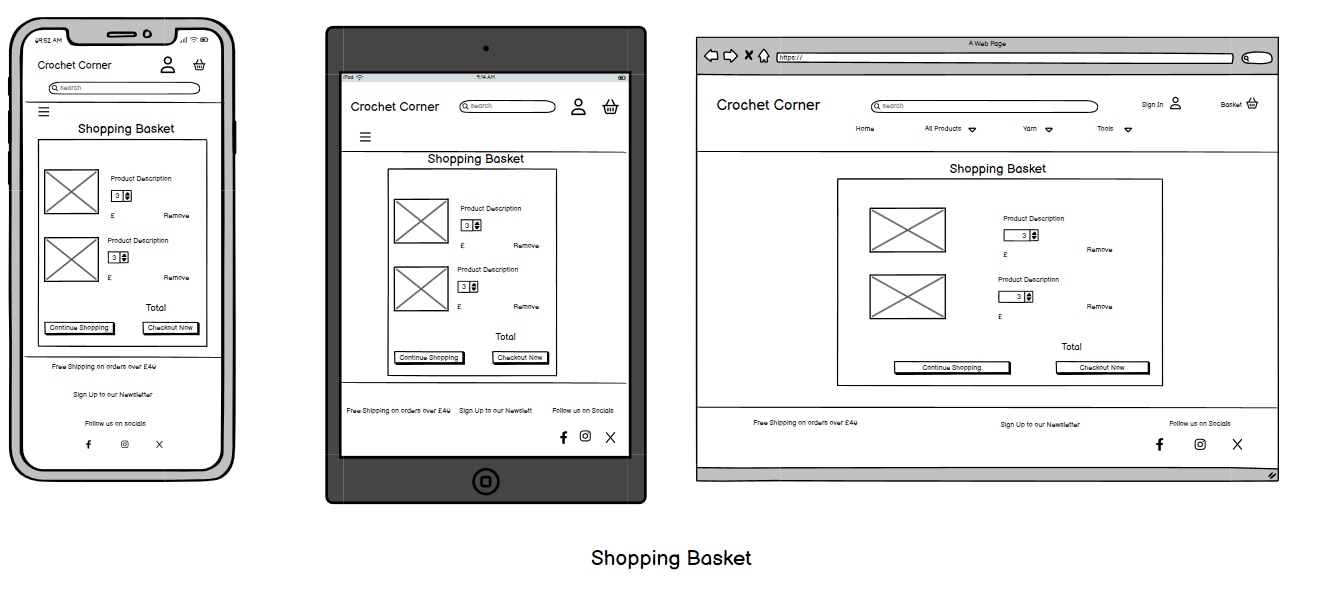 09:52 AM
Crochet Corner
search
Shopping Basket
Product Description
3
£
Remove
Product Description
3
£
Remove
Total
Continue Shopping
Checkout Now
Free Shipping on orders over £40
Sign Up to our Newsletter
Follow us on socials
iPad
9:14 AM
Crochet Corner
search
Shopping Basket
Product Description
3
£
Remove
Product Description
3
£
Remove
Total
Continue Shopping
Checkout Now
Free Shipping on orders over £40
Sign Up to our Newslett
Follow us on Socials
A Web Page
https://
Crochet Corner
search
Sign In
Basket
Home
All Products
Yarn
Tools
Shopping Basket
Product Description
3
£
Remove
Product Description
3
£
Remove
Total
Continue Shopping
Checkout Now
Free Shipping on orders over £40
Sign Up to our Newsletter
Follow us on Socials
Shopping Basket